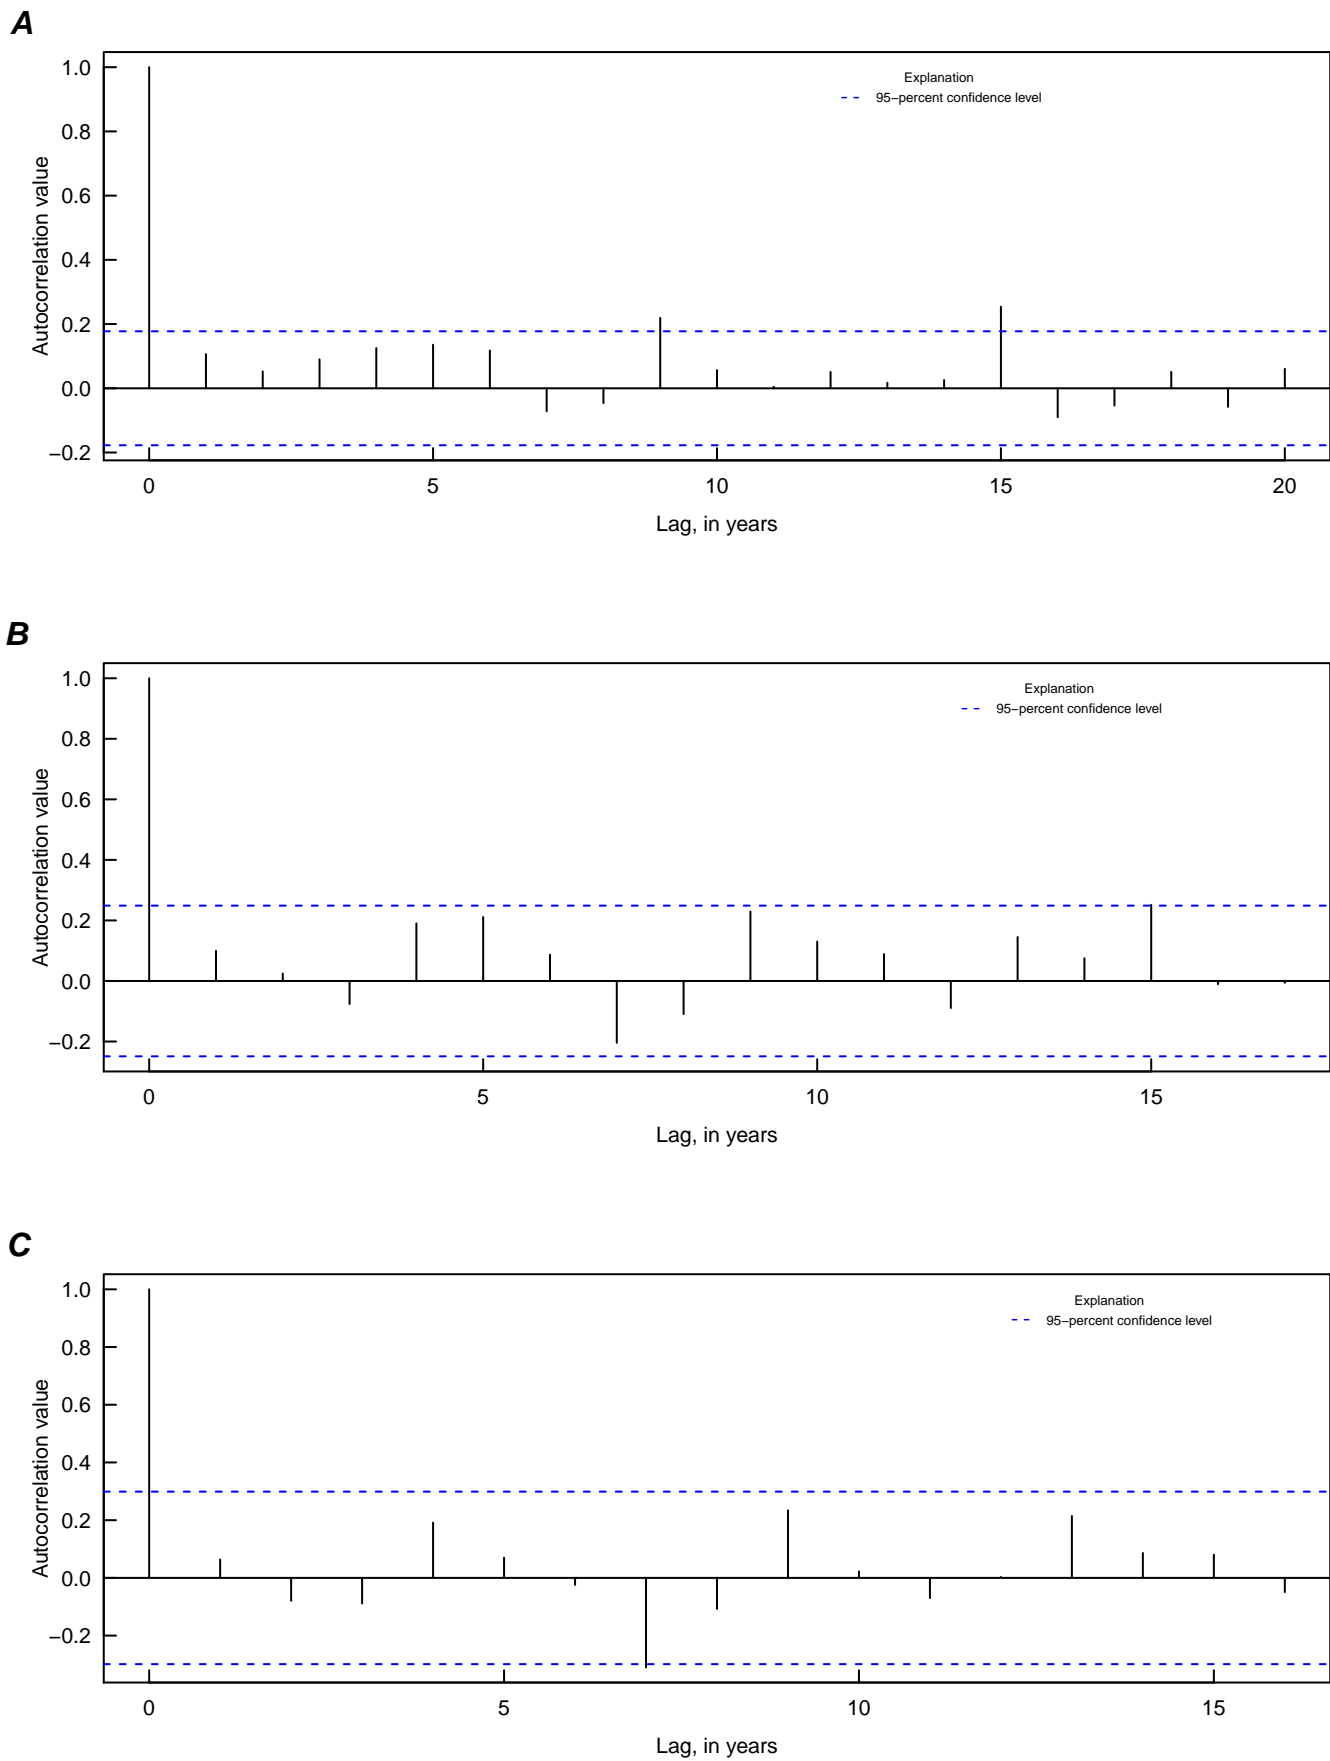 A
Explanation
95−percent confidence level
1.0
0.8
0.6
0.4
0.2
0.0
−0.2
Autocorrelation value
0 5 10 15 20
Lag, in years
B
Explanation
95−percent confidence level
1.0
0.8
0.6
0.4
0.2
0.0
−0.2
Autocorrelation value
0 5 10 15
Lag, in years
C
Explanation
95−percent confidence level
1.0
0.8
0.6
0.4
0.2
0.0
−0.2
Autocorrelation value
0 5 10 15
Lag, in years